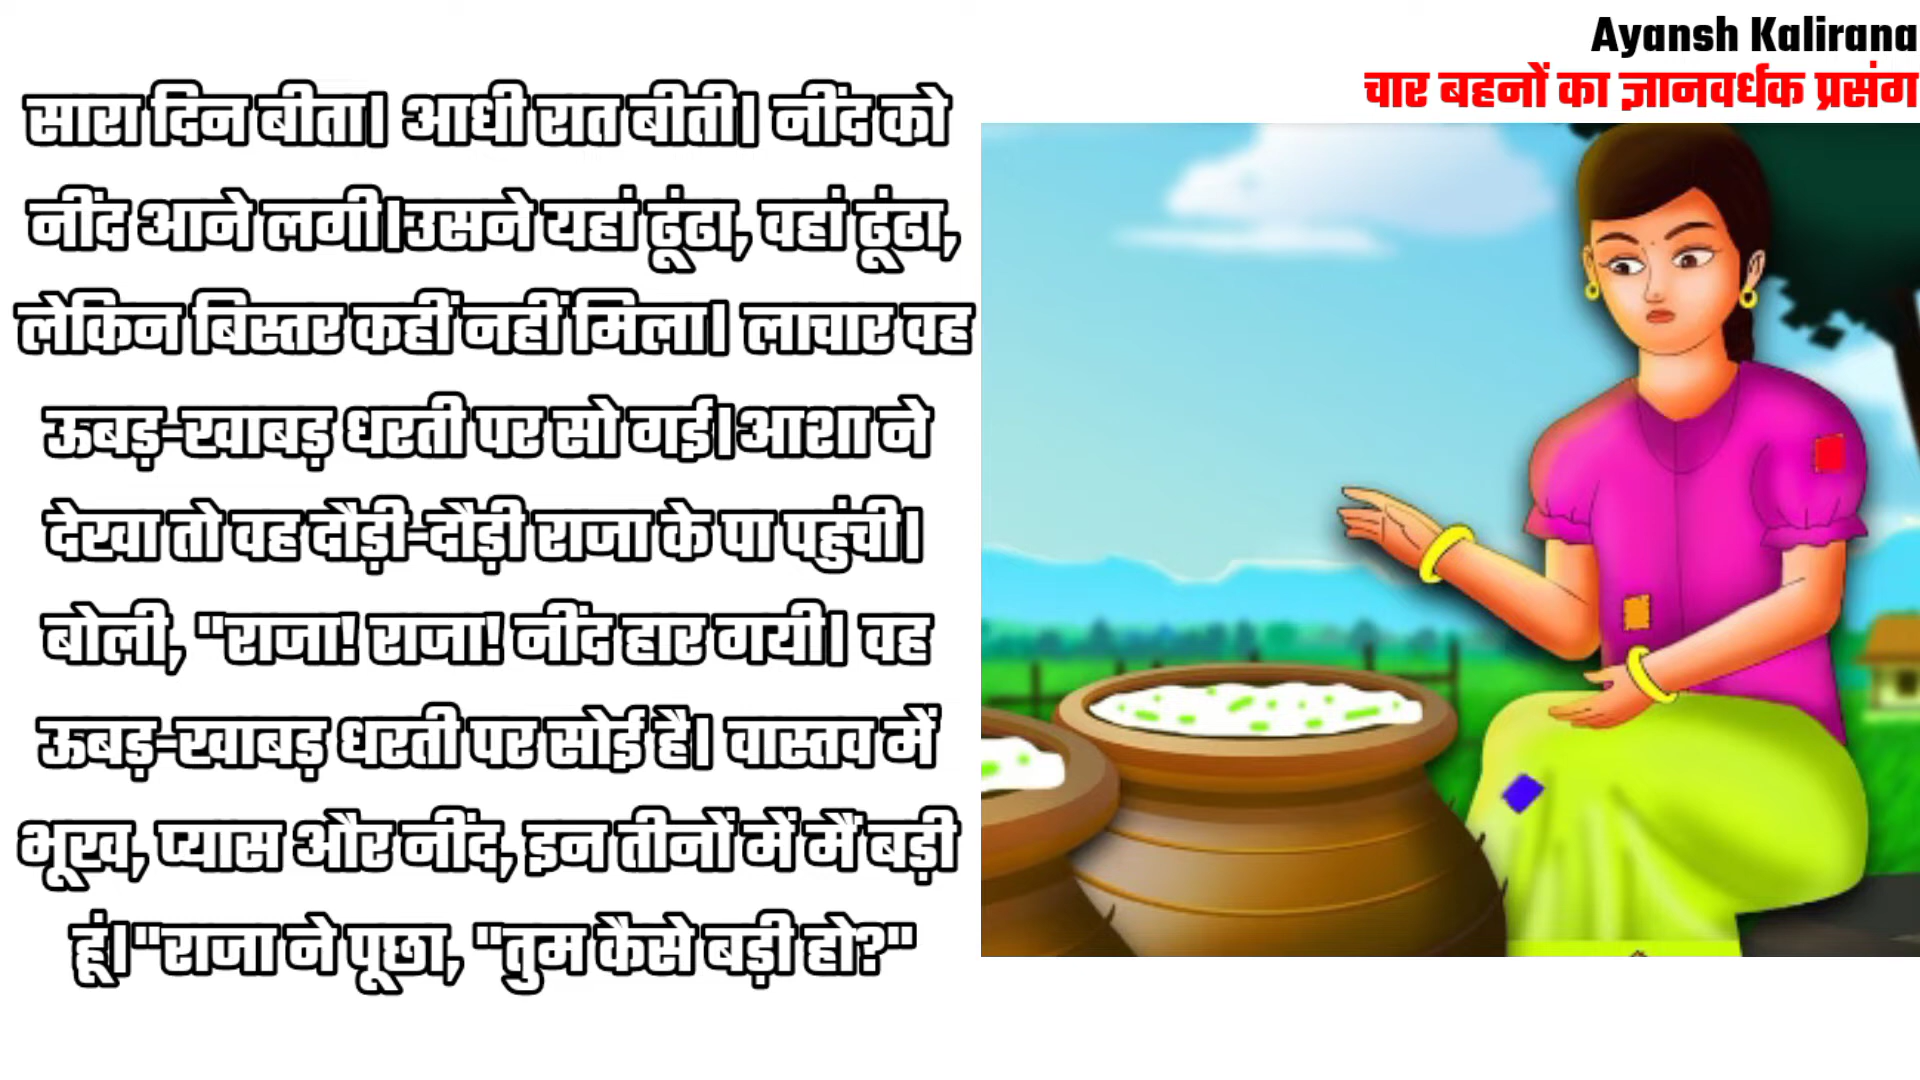 Ayansh Kalirana
चार बहनों का ज्ञानवर्धक प्रसंग
सारा दिन बीता। आधी रात बीती। नींद को
नींद आने लगी।उसने यहां ढूंढा, वहां ढूंढा,
लेकिन बिस्तर कहीं नहीं मिला। लाचार वह
ऊबड़-खाबड़ धरती पर सो गई।आशा ने
देखा तो वह दौड़ी-दौड़ी राजा के पा पहुंची।
बोली, "राजा! राजा! नींद हार गयी। वह
ऊबड़-खाबड़ धरती पर सोई है। वास्तव में
भूख, प्यास और नींद, इन तीनों में मैं बड़ी
हूं।"राजा ने पूछा, "तुम कैसे बड़ी हो?"